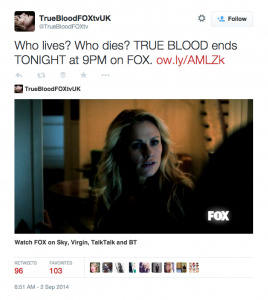 TrueBloodFOXtvUK
@TrueBloodFOXtv
Follow
Who lives? Who dies? TRUE BLOOD ends
TONIGHT at 9PM on FOX. ow.ly/AMLZk
TrueBloodFOXtvUK
FOX
Watch FOX on Sky, Virgin, TalkTalk and BT
RETWEETS
96
FAVORITES
103
6:51 AM - 2 Sep 2014